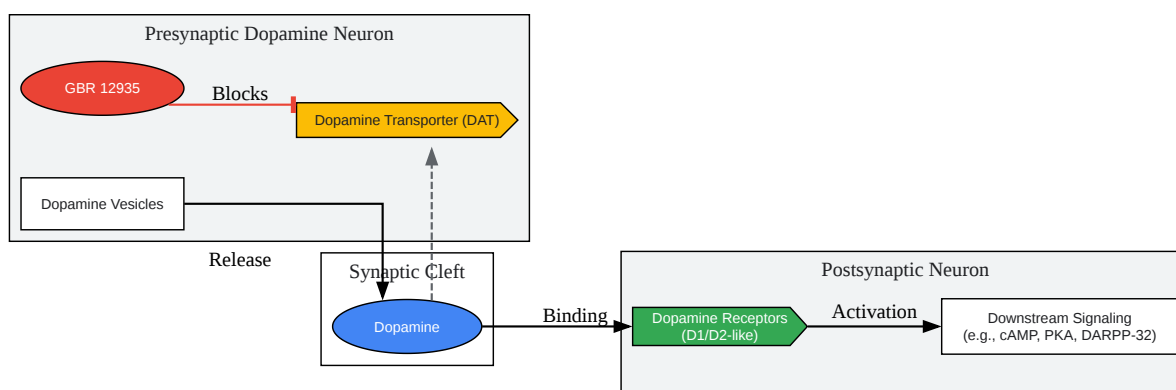 Presynaptic Dopamine Neuron
GBR 12935
Blocks
Dopamine Transporter (DAT)
Dopamine Vesicles
Release
Synaptic Cleft
Dopamine
Binding
Postsynaptic Neuron
Dopamine Receptors
(D1/D2-like)
Activation
Downstream Signaling
(e.g., cAMP, PKA, DARPP-32)